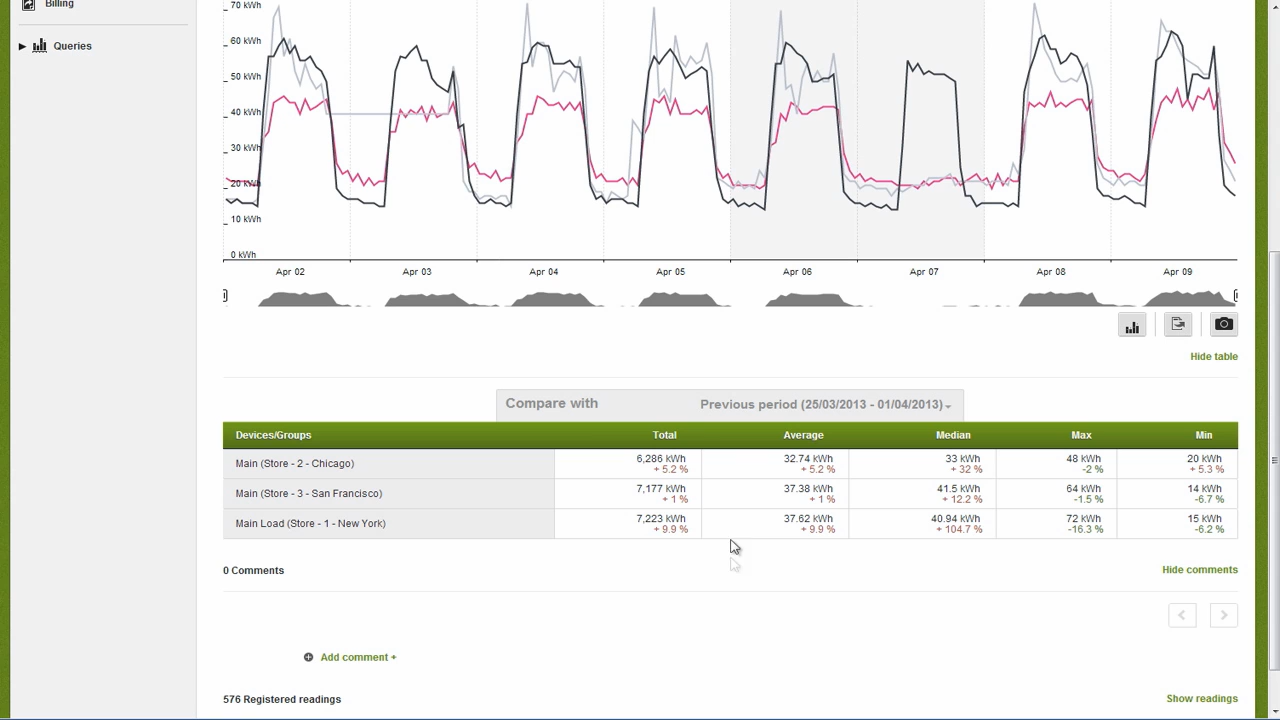 Billing
Queries
70 kWh
60 kWh
50 kWh
40 kWh
30 kWh
20 kWh
10 kWh
0 kWh
Apr 02 Apr 03 Apr 04 Apr 05 Apr 06 Apr 07 Apr 08 Apr 09
Hide table
Compare with Previous period (25/03/2013 - 01/04/2013)
Devices/Groups Total Average Median Max Min
Main (Store - 2 - Chicago) 6,286 kWh 32.74 kWh 33 kWh 48 kWh 20 kWh
+ 5.2 % + 5.2 % + 32 % -2 % + 5.3 %
Main (Store - 3 - San Francisco) 7,177 kWh 37.38 kWh 41.5 kWh 64 kWh 14 kWh
+ 1 % + 1 % + 12.2 % -1.5 % -6.7 %
Main Load (Store - 1 - New York) 7,223 kWh 37.62 kWh 40.94 kWh 72 kWh 15 kWh
+ 9.9 % + 9.9 % + 104.7 % -16.3 % -6.2 %
0 Comments Hide comments
Add comment +
576 Registered readings Show readings